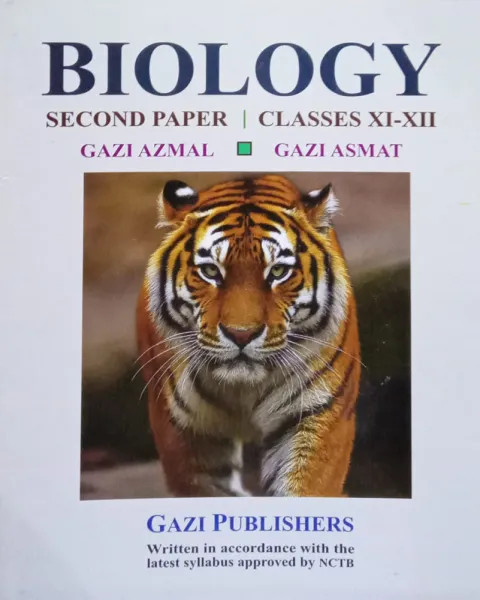 BIOLOGY
SECOND PAPER | CLASSES XI-XII
GAZI AZMAL GAZI ASMAT
GAZI PUBLISHERS
Written in accordance with the
latest syllabus approved by NCTB